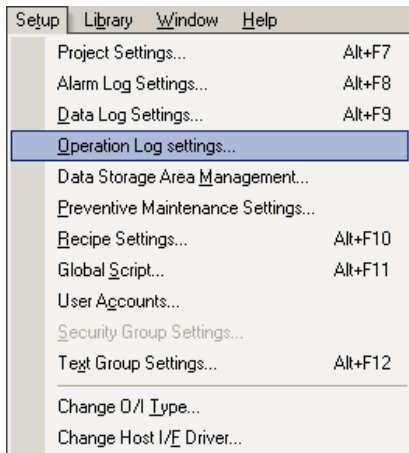 Setup Library Window Help
Project Settings... Alt+F7
Alarm Log Settings... Alt+F8
Data Log Settings... Alt+F9
Operation Log settings...
Data Storage Area Management...
Preventive Maintenance Settings...
Recipe Settings... Alt+F10
Global Script... Alt+F11
User Accounts...
Security Group Settings...
Text Group Settings... Alt+F12
Change O/I Type...
Change Host I/F Driver...